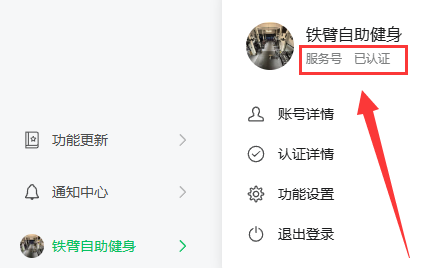 铁臂自助健身
服务号 已认证
账号详情
功能更新
认证详情
通知中心
功能设置
铁臂自助健身
退出登录